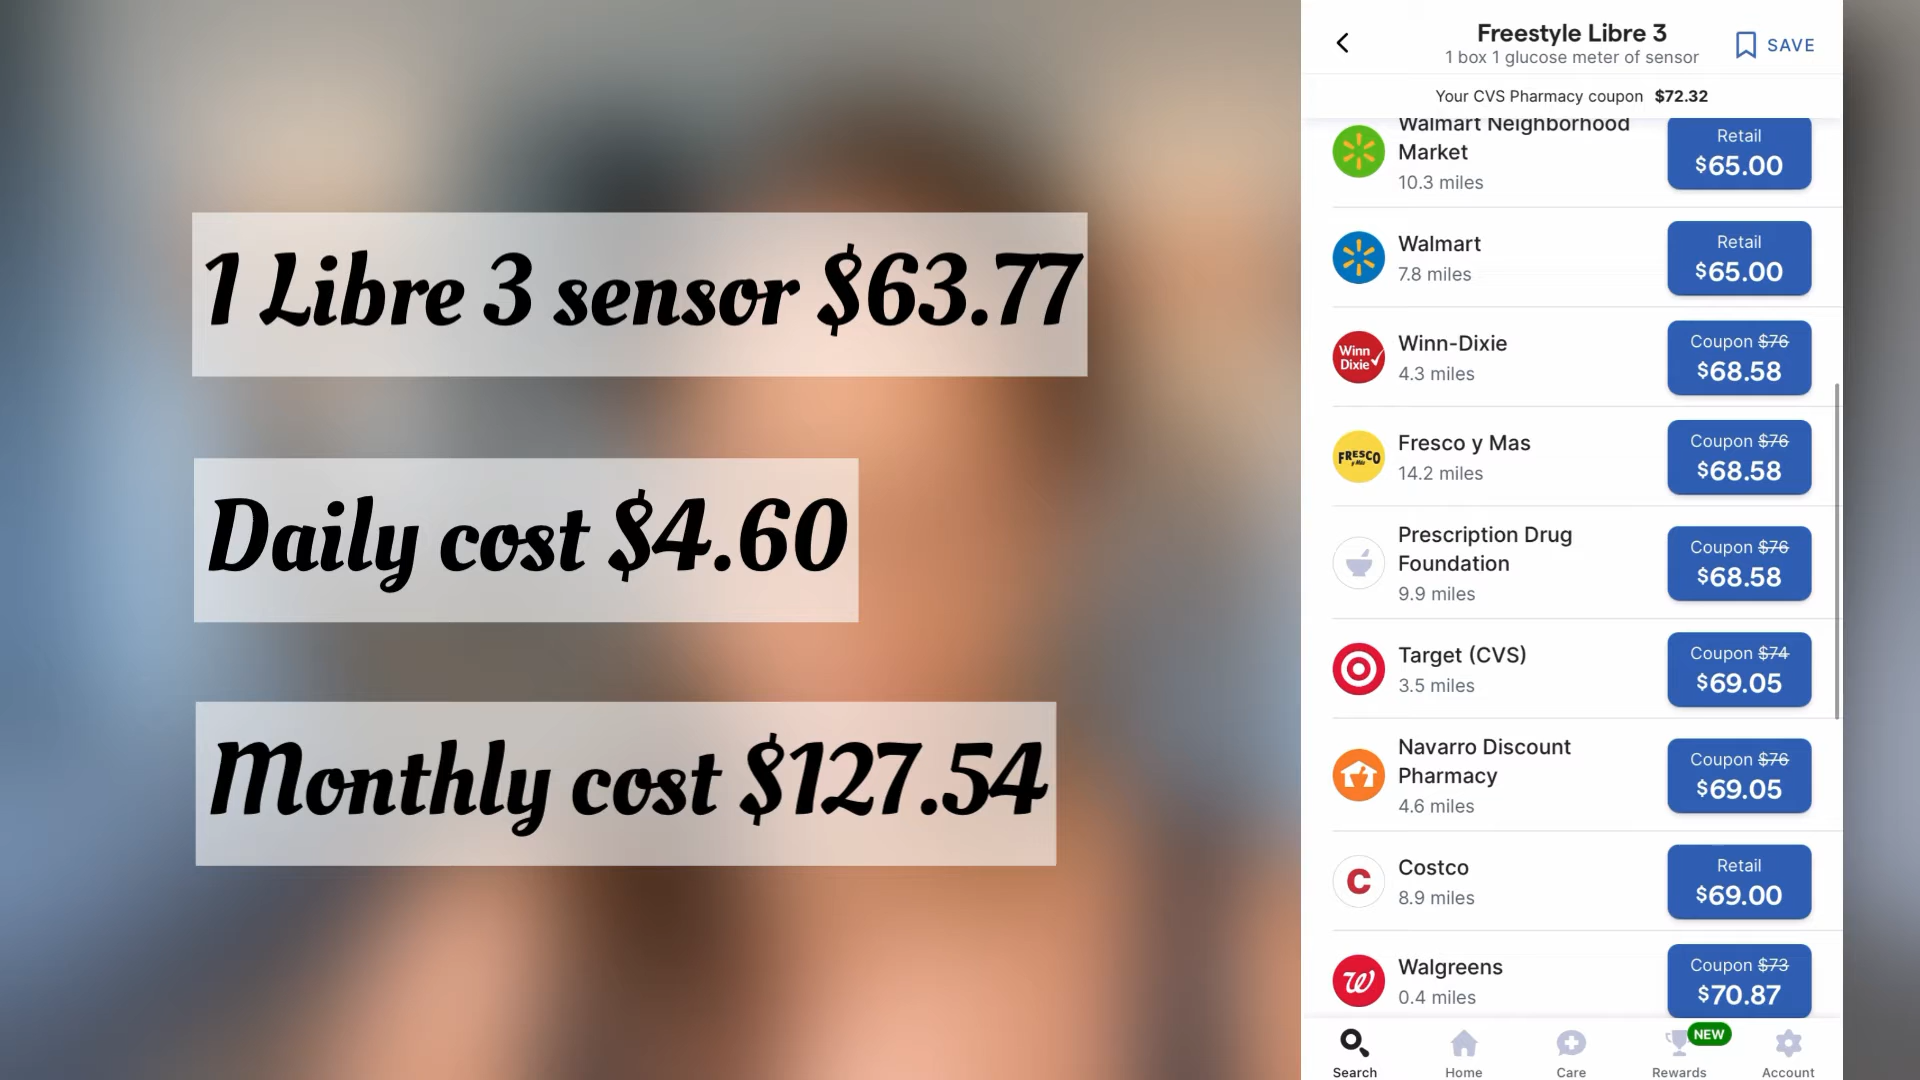 1 Libre 3 sensor $63.77
Daily cost $4.60
Monthly cost $127.54
Freestyle Libre 3
1 box 1 glucose meter of sensor
SAVE
Your CVS Pharmacy coupon $72.32
Walmart Neighborhood
Market
10.3 miles
Retail
$65.00
Walmart
7.8 miles
Retail
$65.00
Winn Dixie
Winn-Dixie
4.3 miles
Coupon $76
$68.58
FRESCO y Más
Fresco y Mas
14.2 miles
Coupon $76
$68.58
Prescription Drug
Foundation
9.9 miles
Coupon $76
$68.58
Target (CVS)
3.5 miles
Coupon $74
$69.05
Navarro Discount
Pharmacy
4.6 miles
Coupon $76
$69.05
C
Costco
8.9 miles
Retail
$69.00
W
Walgreens
0.4 miles
Coupon $73
$70.87
NEW
Search
Home
Care
Rewards
Account